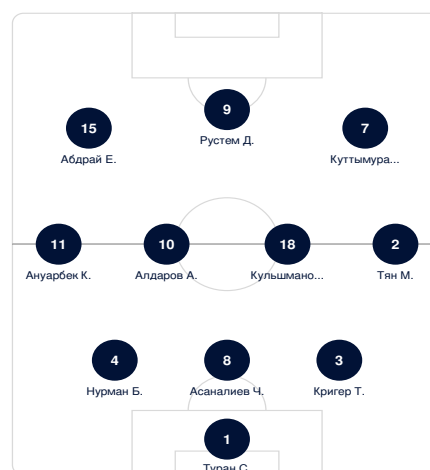 9
Рустем Д.
15
Абдрай Е.
7
Куттымура...
11
Ануарбек К.
10
Алдаров А.
18
Кульшмано...
2
Тян М.
4
Нурман Б.
8
Асаналиев Ч.
3
Кригер Т.
1
Туран С.